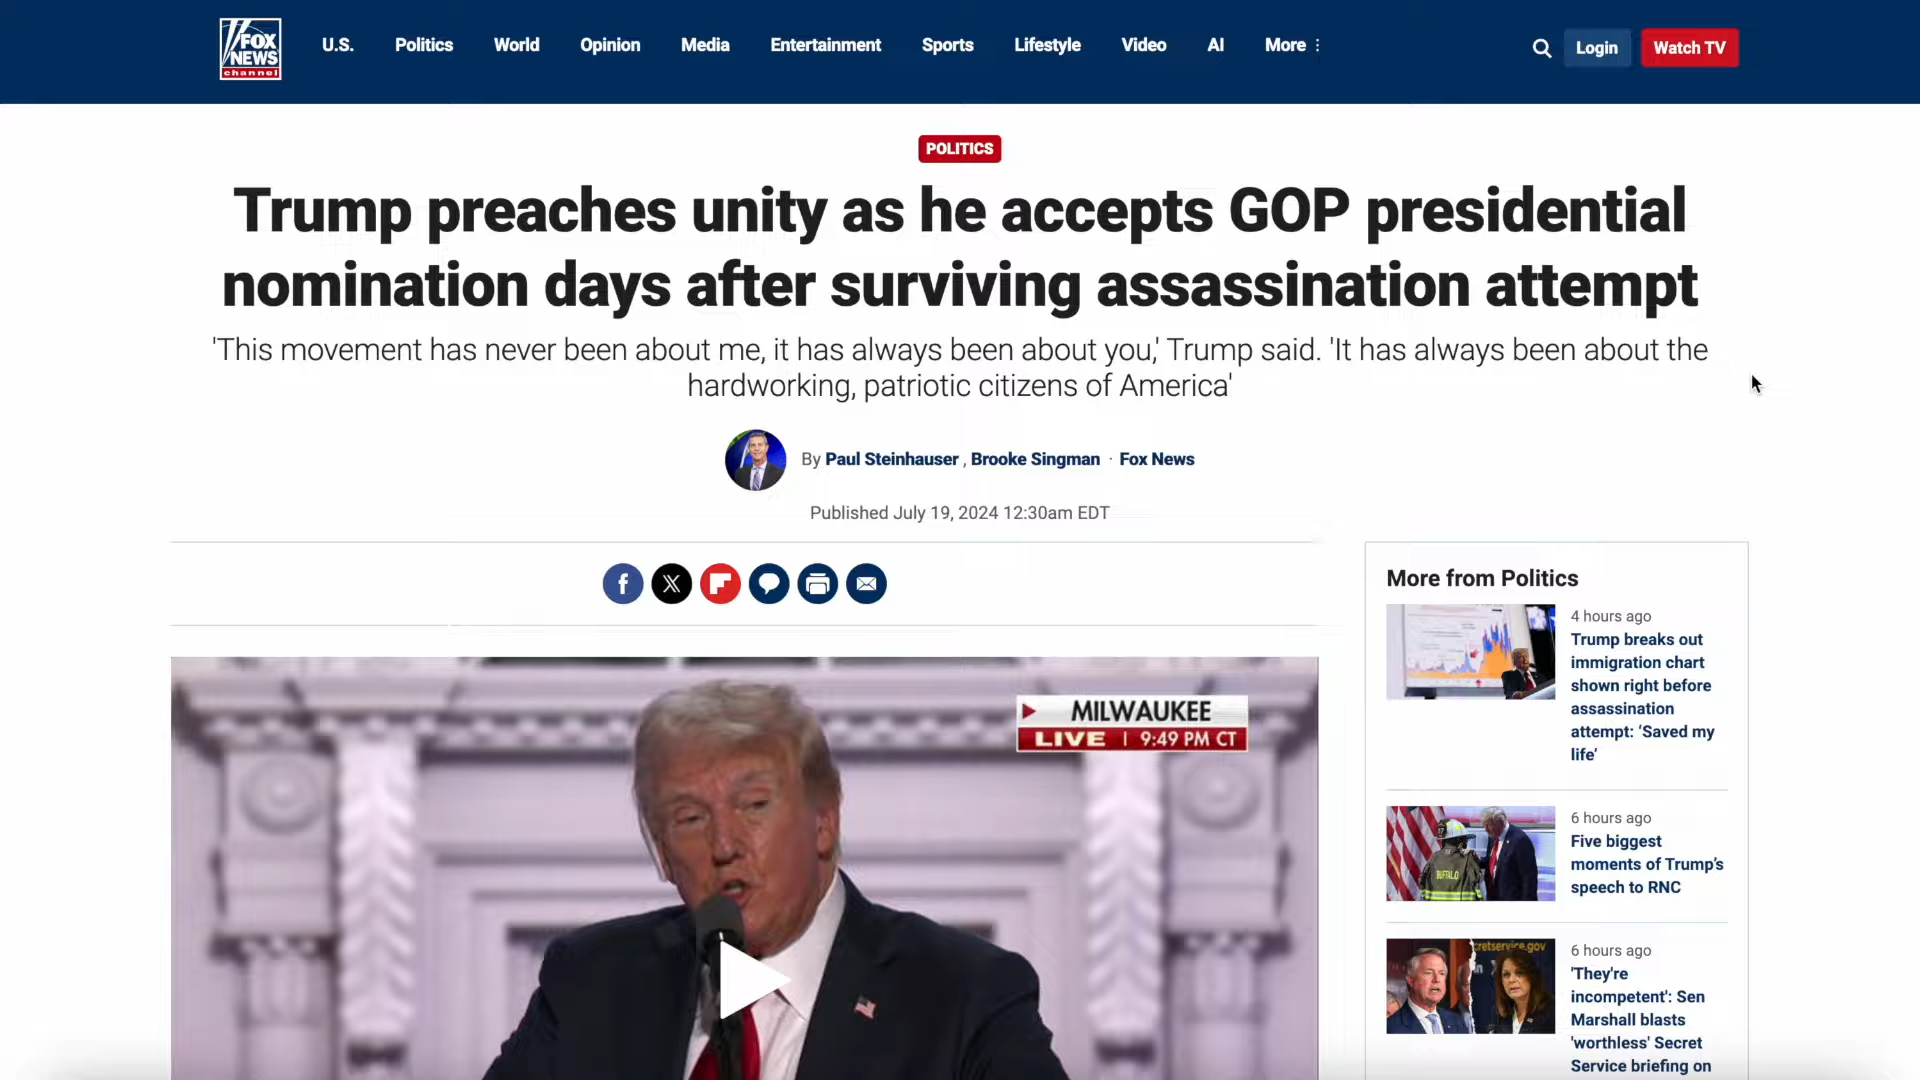 FOX
NEWS
channel
U.S. Politics World Opinion Media Entertainment Sports Lifestyle Video AI More
Login
Watch TV
POLITICS
Trump preaches unity as he accepts GOP presidential
nomination days after surviving assassination attempt
'This movement has never been about me, it has always been about you,' Trump said. 'It has always been about the
hardworking, patriotic citizens of America'
By Paul Steinhauser , Brooke Singman · Fox News
Published July 19, 2024 12:30am EDT
MILWAUKEE
LIVE | 9:49 PM CT
More from Politics
4 hours ago
Trump breaks out
immigration chart
shown right before
assassination
attempt: ‘Saved my
life’
6 hours ago
Five biggest
moments of Trump’s
speech to RNC
BUFFALO
6 hours ago
'They're
incompetent': Sen
Marshall blasts
'worthless' Secret
Service briefing on
retservice.gov